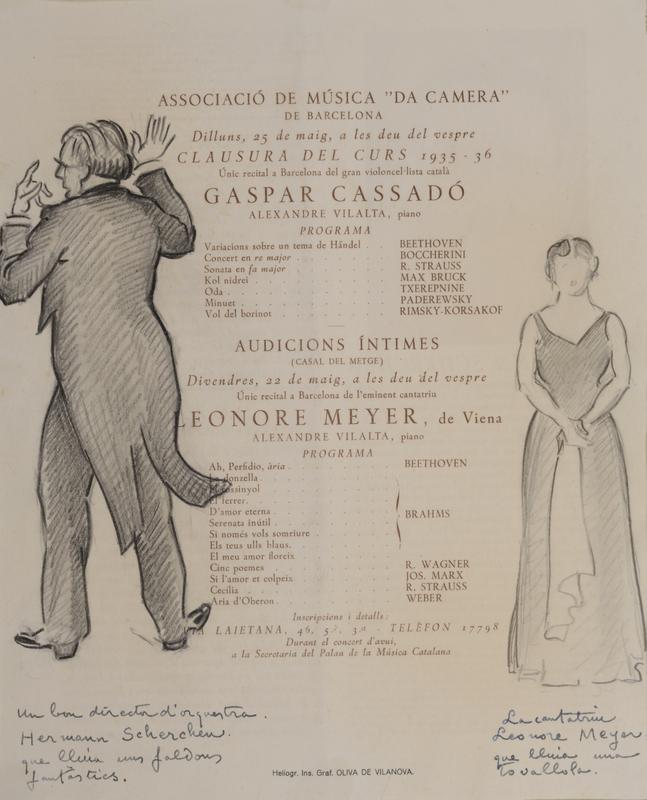 ASSOCIACIÓ DE MÚSICA "DA CAMERA"
DE BARCELONA
Dilluns, 25 de maig, a les deu del vespre
CLAUSURA DEL CURS 1935-36
Únic recital a Barcelona del gran violoncel·lista català
GASPAR CASSADÓ
ALEXANDRE VILALTA, piano
PROGRAMA
Variacions sobre un tema de Händel . . BEETHOVEN
Concert en re major . . . BOCCHERINI
Sonata en fa major . . . R. STRAUSS
Kol nidrei . . . MAX BRUCK
Oda . . . TXEREPNINE
Minuet . . . PADEREWSKY
Vol del borinot . . . RIMSKY-KORSAKOF
AUDICIONS ÍNTIMES
(CASAL DEL METGE)
Divendres, 22 de maig, a les deu del vespre
Únic recital a Barcelona de l'eminent cantatriu
LEONORE MEYER, de Viena
ALEXANDRE VILALTA, piano
PROGRAMA
Ah, Perfidio, ària . . . BEETHOVEN
donzella . . .
rossinyol . . .
El ferrer. . . .
D'amor eterna . . . BRAHMS
Serenata inútil . . .
Si només vols somriure . . .
Els teus ulls blaus. . . .
El meu amor floreix
Cinc poemes . . . R. WAGNER
Si l'amor et colpeix . . . JOS. MARX
Cecilia . . . R. STRAUSS
Aria d'Oberon . . . WEBER
Inscripcions i detalls:
LAIETANA, 46, 5.è, 3.a - TELÈFON 17798
Durant el concert d'avui,
a la Secretaria del Palau de la Música Catalana
un bon director d'orquestra.
Hermann Scherchen.
que lluïa uns faldons
fantàstics.
La cantatriu
Leonore Meyer
que lluïa una
tovallola.
Heliogr. Ins. Graf. OLIVA DE VILANOVA.